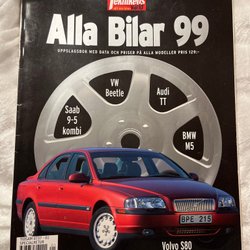 Teknikens
Alla Bilar 99
UPPSLAGSBOK MED DATA OCH PRISER PÅ ALLA MODELLER PRIS 129:-
VW
Beetle
Audi
TT
Saab
9-5
kombi
BMW
M5
BPE 215
Volvo S80